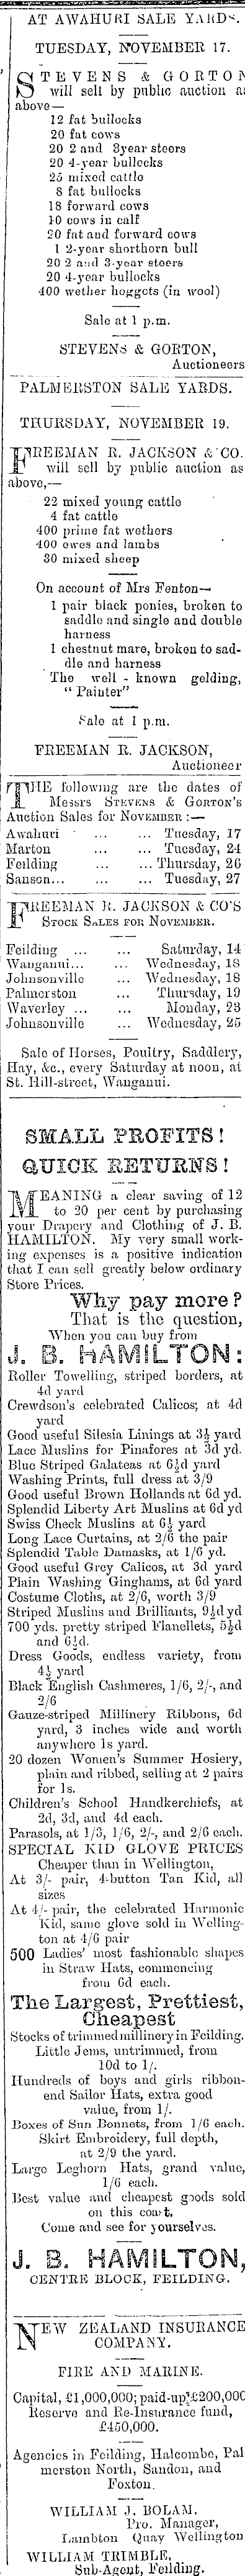 AT AWAHURI SALE YARDS.
TUESDAY, NOVEMBER 17.
STEVENS & GORTON
will sell by public auction as
above—
12 fat bullocks
20 fat cows
20 2 and 3year steers
20 4-year bullocks
25 mixed cattle
8 fat bullocks
18 forward cows
10 cows in calf
20 fat and forward cows
1 2-year shorthorn bull
20 2 and 3-year steers
20 4-year bullocks
400 wether hoggets (in wool)
Sale at 1 p.m.
STEVENS & GORTON,
Auctioneers
PALMERSTON SALE YARDS.
THURSDAY, NOVEMBER 19.
FREEMAN R. JACKSON & CO.
will sell by public auction as
above,—
22 mixed young cattle
4 fat cattle
400 prime fat wethers
400 ewes and lambs
30 mixed sheep
On account of Mrs Fenton—
1 pair black ponies, broken to
saddle and single and double
harness
1 chestnut mare, broken to sad-
dle and harness
The well - known gelding,
"Painter"
Sale at 1 p.m.
FREEMAN R. JACKSON,
Auctioneer
THE following are the dates of
Messrs STEVENS & GORTON'S
Auction Sales for NOVEMBER :—
Awahuri ... ... Tuesday, 17
Marton ... ... Tuesday, 24
Feilding ... ... Thursday, 26
Sanson... ... Tuesday, 27
FREEMAN R. JACKSON & CO'S
STOCK SALES FOR NOVEMBER.
Feilding ... ... Saturday, 14
Wanganui... ... Wednesday, 18
Johnsonville ... Wednesday, 18
Palmerston ... Thursday, 19
Waverley ... ... Monday, 23
Johnsonville ... Wednesday, 25
Sale of Horses, Poultry, Saddlery,
Hay, &c., every Saturday at noon, at
St. Hill-street, Wanganui.
SMALL PROFITS!
QUICK RETURNS!
MEANING a clear saving of 12
to 20 per cent by purchasing
your Drapery and Clothing of J. B.
HAMILTON. My very small work-
ing expenses is a positive indication
that I can sell greatly below ordinary
Store Prices.
Why pay more?
That is the question,
When you can buy from
J. B. HAMILTON:
Roller Towelling, striped borders, at
4d yard
Crewdson's celebrated Calicos; at 4d
yard
Good useful Silesia Linings at 3½ yard
Lace Muslins for Pinafores at 3d yd.
Blue Striped Galateas at 6½d yard
Washing Prints, full dress at 3/9
Good useful Brown Hollands at 6d yd.
Splendid Liberty Art Muslins at 6d yd
Swiss Check Muslins at 6½ yard
Long Lace Curtains, at 2/6 the pair
Splendid Table Damasks, at 1/6 yd.
Good useful Grey Calicos, at 3d yard
Plain Washing Ginghams, at 6d yard
Costume Cloths, at 2/6, worth 3/9
Striped Muslins and Brilliants, 9½d yd
700 yds. pretty striped Flanellets, 5½d
and 6½d.
Dress Goods, endless variety, from
4½ yard
Black English Cashmeres, 1/6, 2/-, and
2/6
Gauze-striped Millinery Ribbons, 6d
yard, 3 inches wide and worth
anywhere 1s yard.
20 dozen Women's Summer Hosiery,
plain and ribbed, selling at 2 pairs
for 1s.
Children's School Handkerchiefs, at
2d, 3d, and 4d each.
Parasols, at 1/3, 1/6, 2/-, and 2/6 each.
SPECIAL KID GLOVE PRICES
Cheaper than in Wellington,
At 3/- pair, 4-button Tan Kid, all
sizes
At 4/- pair, the celebrated Harmonic
Kid, same glove sold in Welling-
ton at 4/6 pair
500 Ladies' most fashionable shapes
in Straw Hats, commencing
from 6d each.
The Largest, Prettiest,
Cheapest
Stocks of trimmed millinery in Feilding.
Little Jems, untrimmed, from
10d to 1/.
Hundreds of boys and girls ribbon-
end Sailor Hats, extra good
value, from 1/.
Boxes of Sun Bonnets, from 1/6 each.
Skirt Embroidery, full depth,
at 2/9 the yard.
Large Leghorn Hats, grand value,
1/6 each.
Best value and cheapest goods sold
on this coast.
Come and see for yourselves.
J. B. HAMILTON,
CENTRE BLOCK, FEILDING.
NEW ZEALAND INSURANCE
COMPANY.
FIRE AND MARINE.
Capital, £1,000,000; paid-up, £200,000
Reserve and Re-Insurance fund,
£450,000.
Agencies in Feilding, Halcombe, Pal
merston North, Sandon, and
Foxton.
WILLIAM J. BOLAM,
Pro. Manager,
Lambton Quay Wellington
WILLIAM TRIMBLE,
Sub-Agent, Feilding.